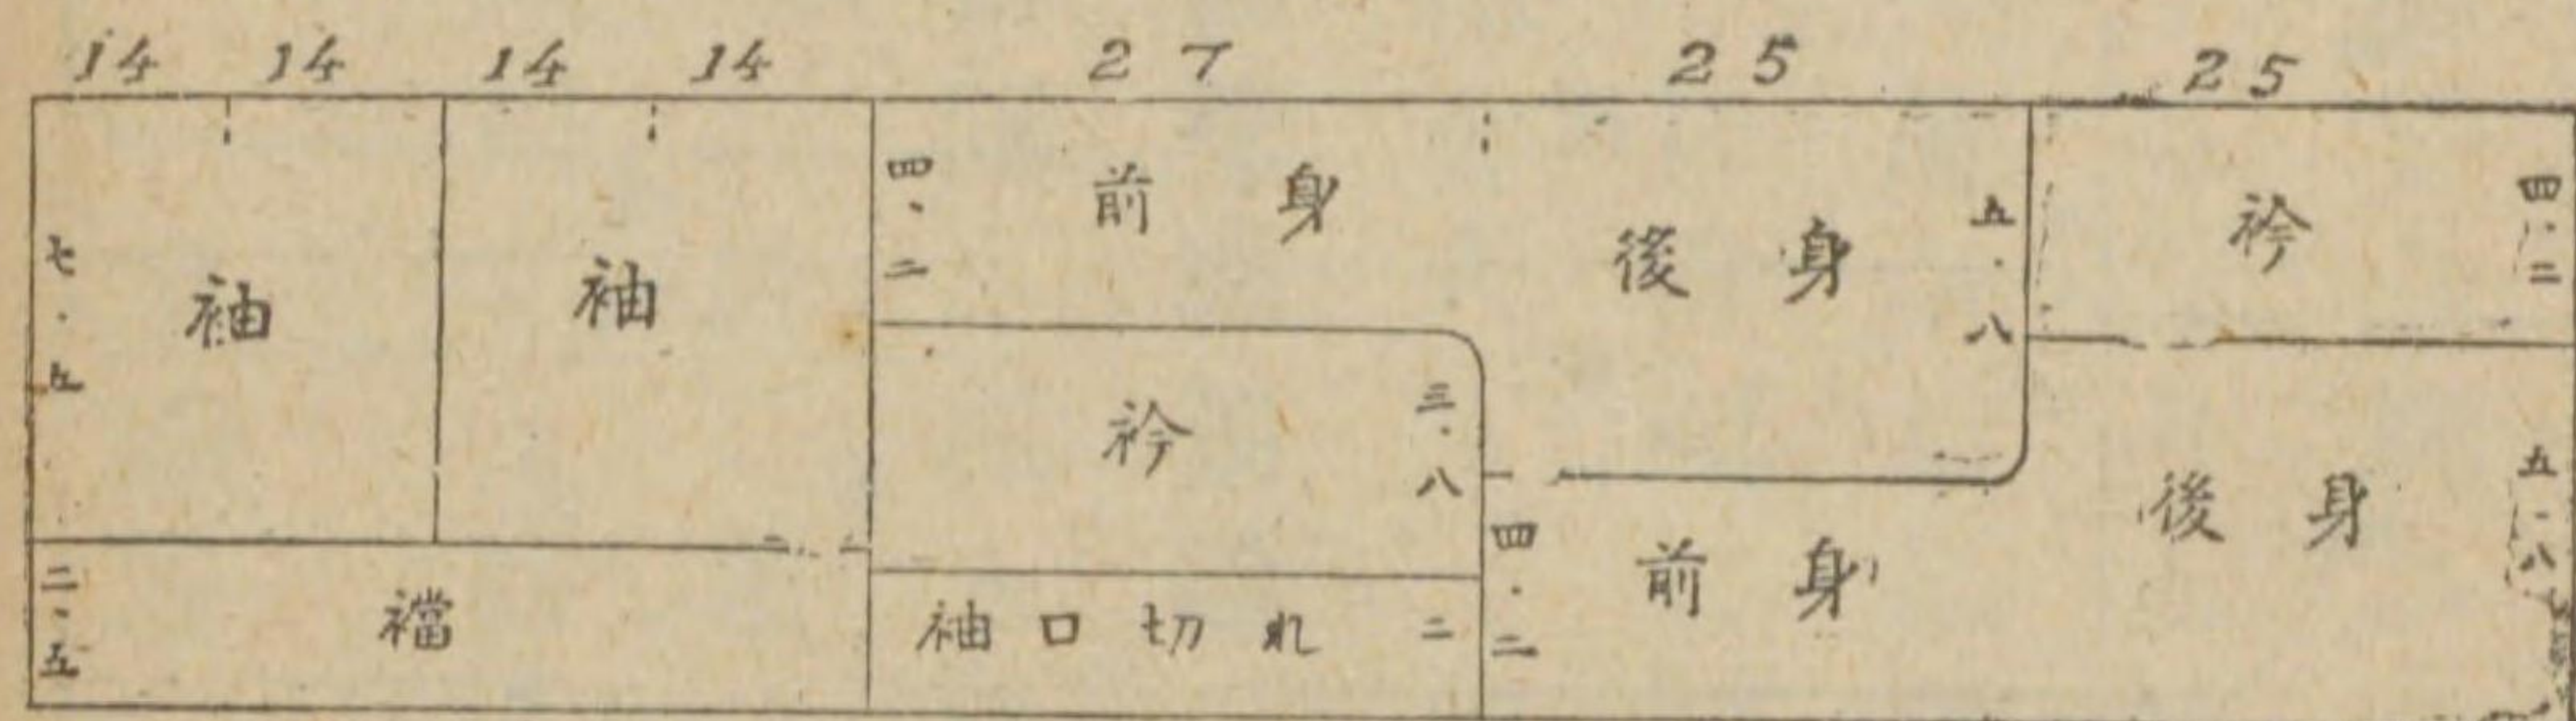 14 14 14 14 27 25 25
七・五
袖
袖
二・五
襠
四・二
前身
衿
三・八
袖口切れ 二
後身
五・八
四・二
前身
衿
四・二
後身
五・八